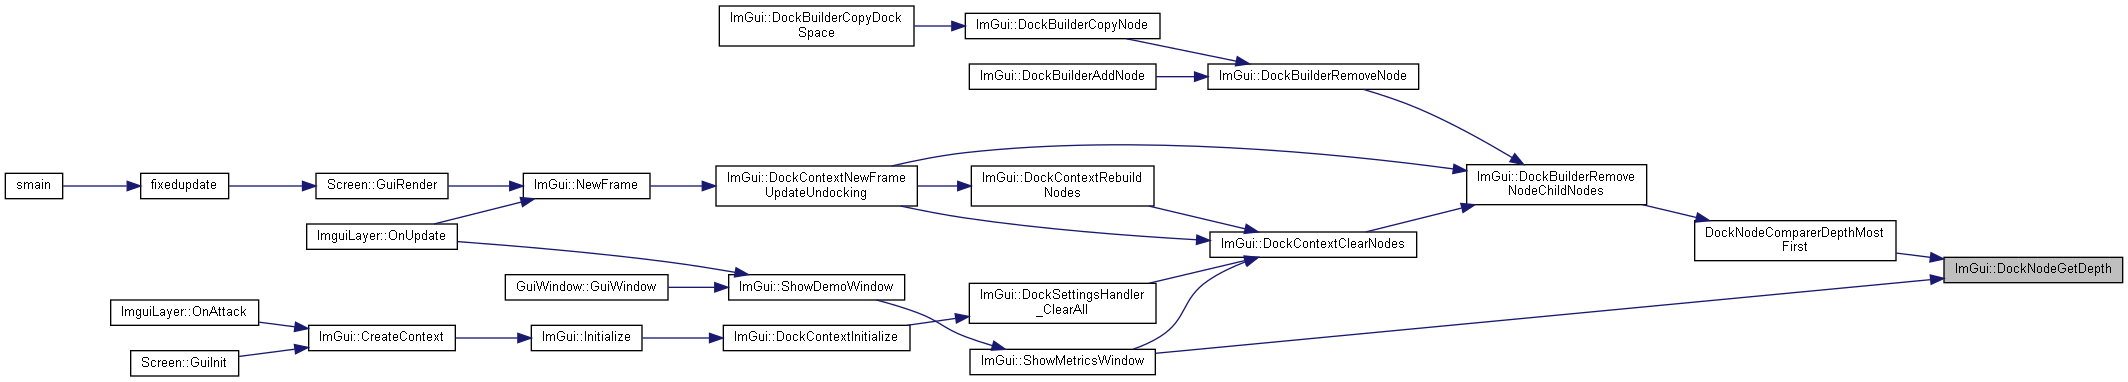 ImGui::DockBuilderCopyDock
Space
ImGui::DockBuilderCopyNode
ImGui::DockBuilderAddNode
ImGui::DockBuilderRemoveNode
smain
fixedupdate
Screen::GuiRender
ImGui::NewFrame
ImGui::DockContextNewFrame
UpdateUndocking
ImGui::DockContextRebuild
Nodes
ImGui::DockBuilderRemove
NodeChildNodes
ImguiLayer::OnUpdate
ImGui::DockContextClearNodes
DockNodeComparerDepthMost
First
ImGui::DockNodeGetDepth
GuiWindow::GuiWindow
ImGui::ShowDemoWindow
ImGui::DockSettingsHandler
_ClearAll
ImguiLayer::OnAttack
ImGui::CreateContext
ImGui::Initialize
ImGui::DockContextInitialize
Screen::GuiInit
ImGui::ShowMetricsWindow